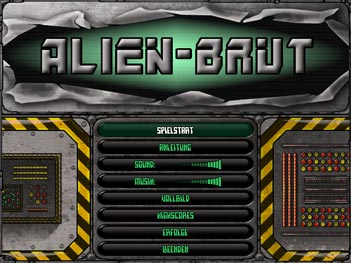 ALIEN-BRUT
SPIELSTART
ANLEITUNG
SOUND:
MUSIK:
VOLLBILD
HIGHSCORES
ERFOLGE
BEENDEN